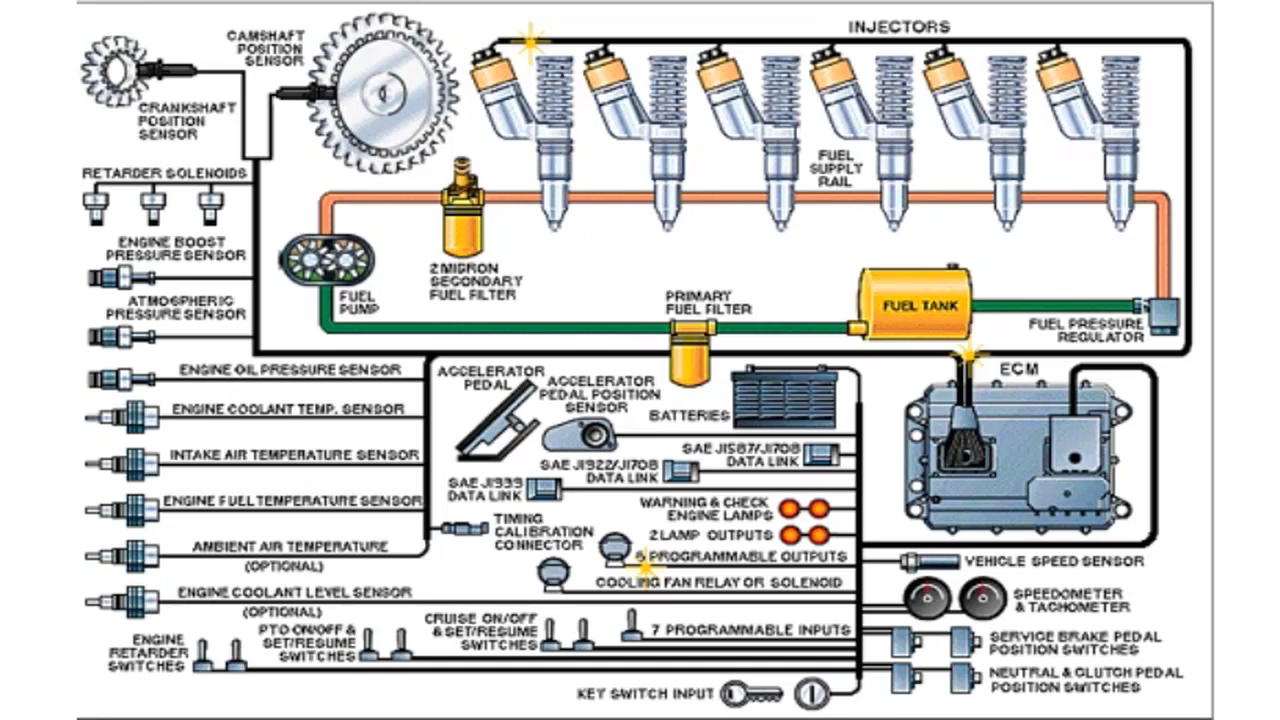 INJECTORS
CAMSHAFT
POSITION
SENSOR
CRANKSHAFT
POSITION
SENSOR
FUEL
SUPPLY
RAIL
RETARDER SOLENOIDS
ENGINE BOOST
PRESSURE SENSOR
2 MICRON
SECONDARY
FUEL FILTER
FUEL
PUMP
PRIMARY
FUEL FILTER
FUEL TANK
FUEL PRESSURE
REGULATOR
ATMOSPHERIC
PRESSURE SENSOR
ENGINE OIL PRESSURE SENSOR
ACCELERATOR
PEDAL
ACCELERATOR
PEDAL POSITION
SENSOR
BATTERIES
ECM
ENGINE COOLANT TEMP. SENSOR
INTAKE AIR TEMPERATURE SENSOR
SAE J1587/J1708
DATA LINK
SAE J1922/J1708
DATA LINK
SAE J1939
DATA LINK
ENGINE FUEL TEMPERATURE SENSOR
WARNING & CHECK
ENGINE LAMPS
TIMING
CALIBRATION
CONNECTOR
2 LAMP OUTPUTS
AMBIENT AIR TEMPERATURE
(OPTIONAL)
PROGRAMMABLE OUTPUTS
VEHICLE SPEED SENSOR
COOLING FAN RELAY OR SOLENOID
ENGINE COOLANT LEVEL SENSOR
(OPTIONAL)
SPEEDOMETER
& TACHOMETER
ENGINE
RETARDER
SWITCHES
PTO ON/OFF &
SET/RESUME
SWITCHES
CRUISE ON/OFF
& SET/RESUME
SWITCHES
7 PROGRAMMABLE INPUTS
SERVICE BRAKE PEDAL
POSITION SWITCHES
NEUTRAL & CLUTCH PEDAL
POSITION SWITCHES
KEY SWITCH INPUT